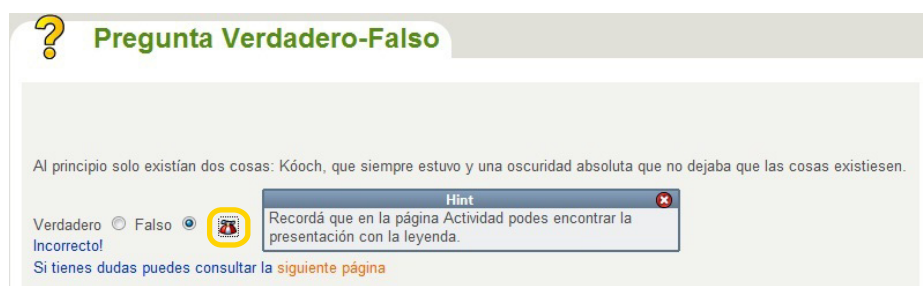 Pregunta Verdadero-Falso
Al principio solo existían dos cosas: Kóoch, que siempre estuvo y una oscuridad absoluta que no dejaba que las cosas existiesen.
Hint
Verdadero Falso
Recordá que en la página Actividad podes encontrar la
presentación con la leyenda.
Incorrecto!
Si tienes dudas puedes consultar la siguiente página